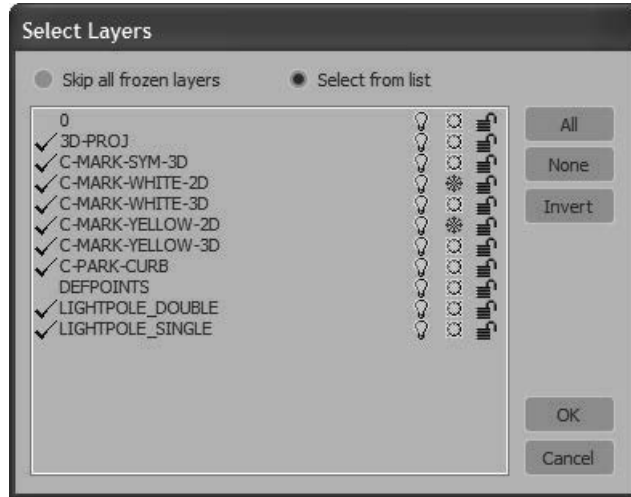 Select Layers
Skip all frozen layers
Select from list
0
3D-PROJ
C-MARK-SYM-3D
C-MARK-WHITE-2D
C-MARK-WHITE-3D
C-MARK-YELLOW-2D
C-MARK-YELLOW-3D
C-PARK-CURB
DEFPOINTS
LIGHTPOLE_DOUBLE
LIGHTPOLE_SINGLE
All
None
Invert
OK
Cancel